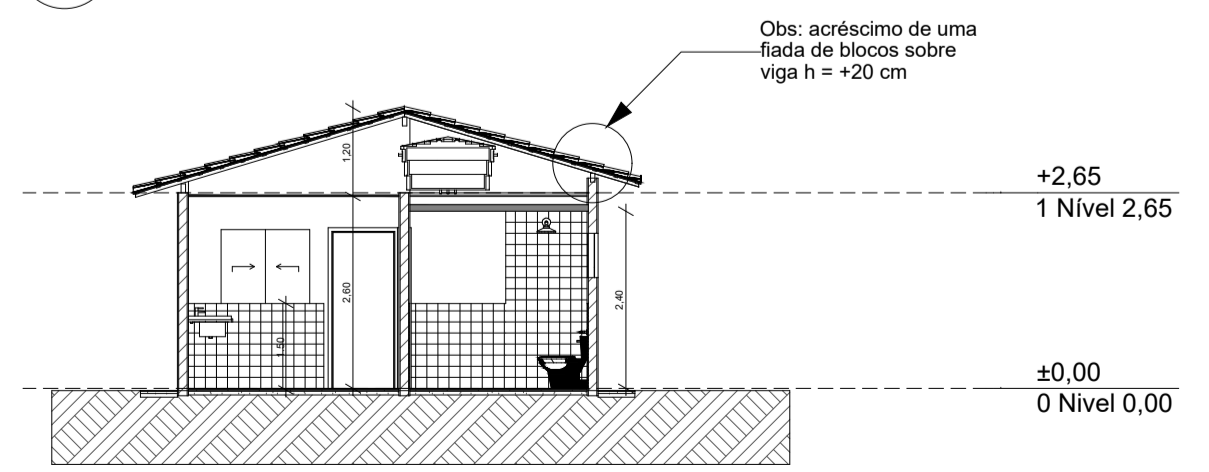 Obs: acréscimo de uma
fiada de blocos sobre
viga h = +20 cm
1,20
+2,65
1 Nível 2,65
2,60
2,40
1,50
±0,00
0 Nivel 0,00